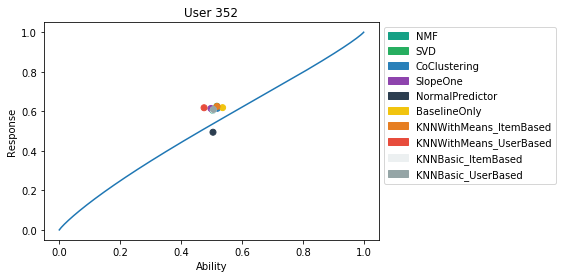 User 352
Response
1.0
0.8
0.6
0.4
0.2
0.0
0.0 0.2 0.4 0.6 0.8 1.0
Ability
NMF
SVD
CoClustering
SlopeOne
NormalPredictor
BaselineOnly
KNNWithMeans_ItemBased
KNNWithMeans_UserBased
KNNBasic_ItemBased
KNNBasic_UserBased